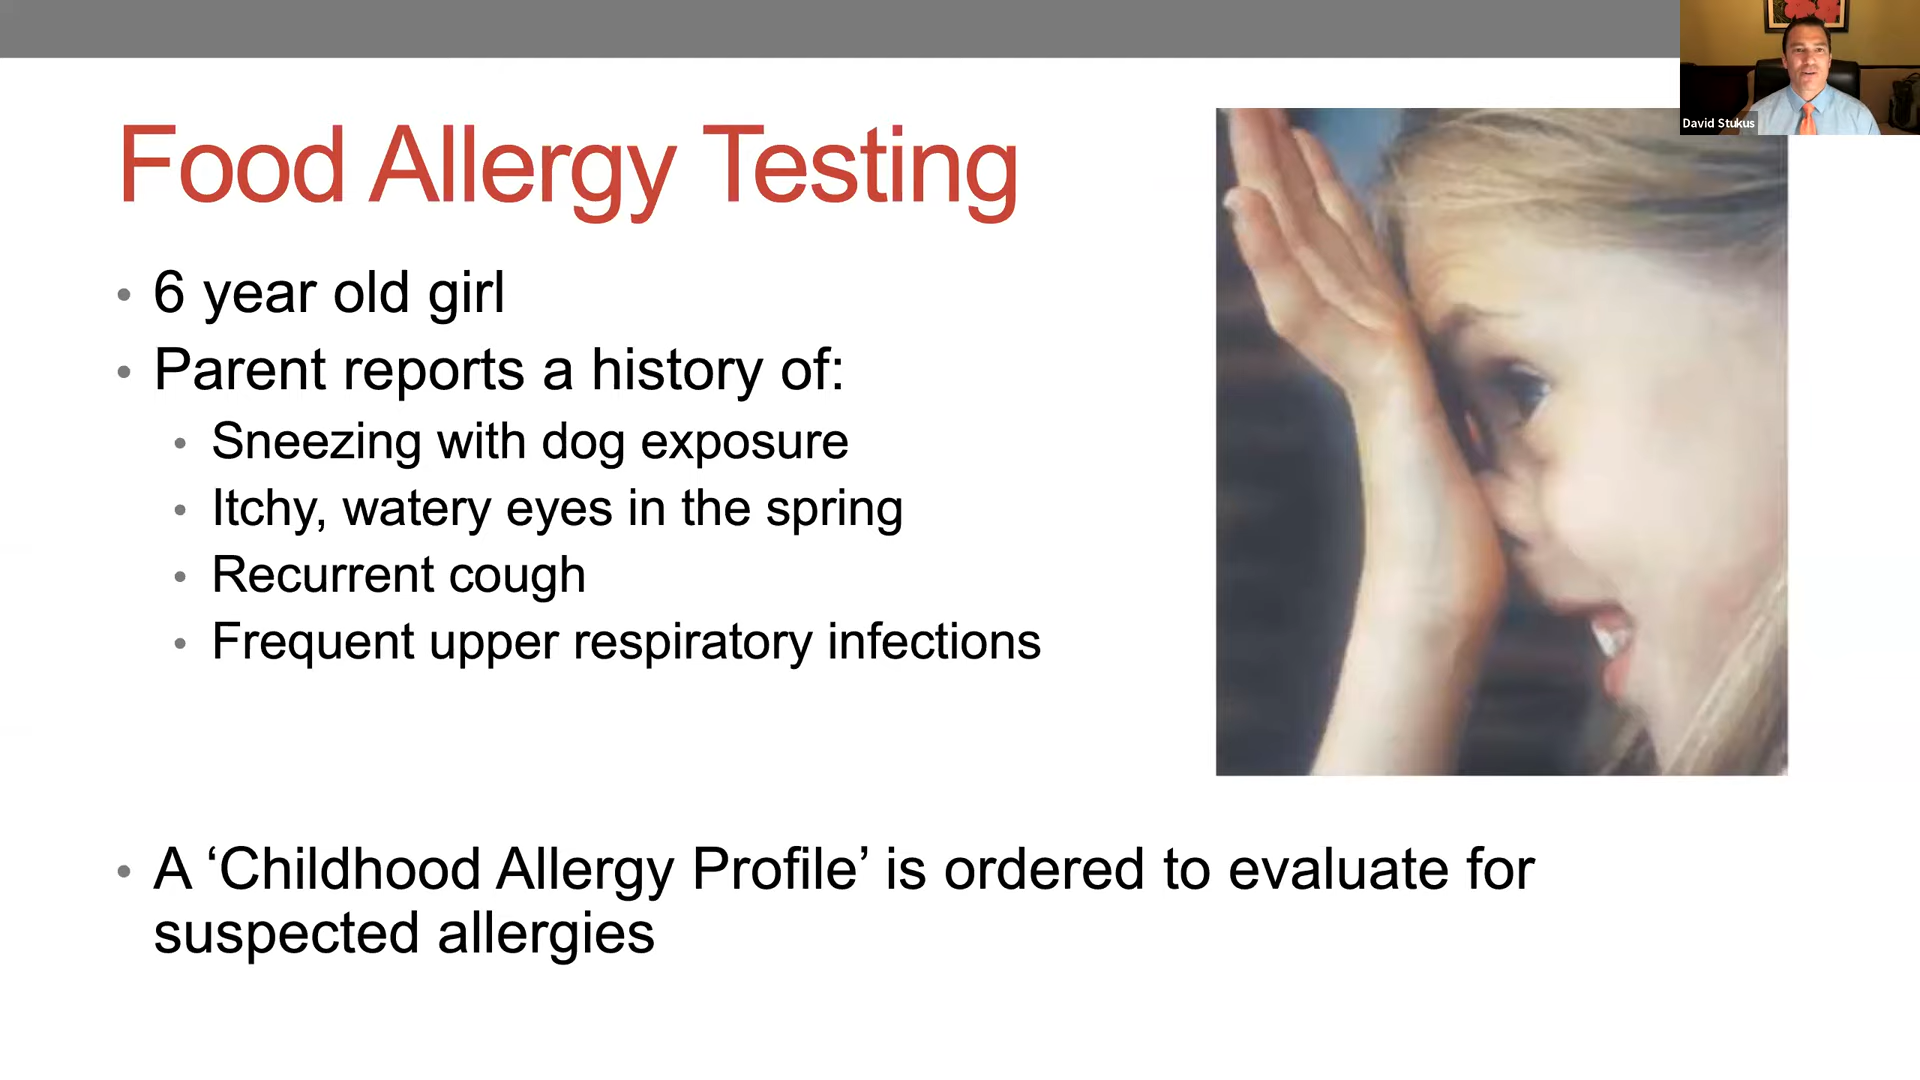 David Stukus
Food Allergy Testing
• 6 year old girl
• Parent reports a history of:
• Sneezing with dog exposure
• Itchy, watery eyes in the spring
• Recurrent cough
• Frequent upper respiratory infections
• A ‘Childhood Allergy Profile’ is ordered to evaluate for
suspected allergies